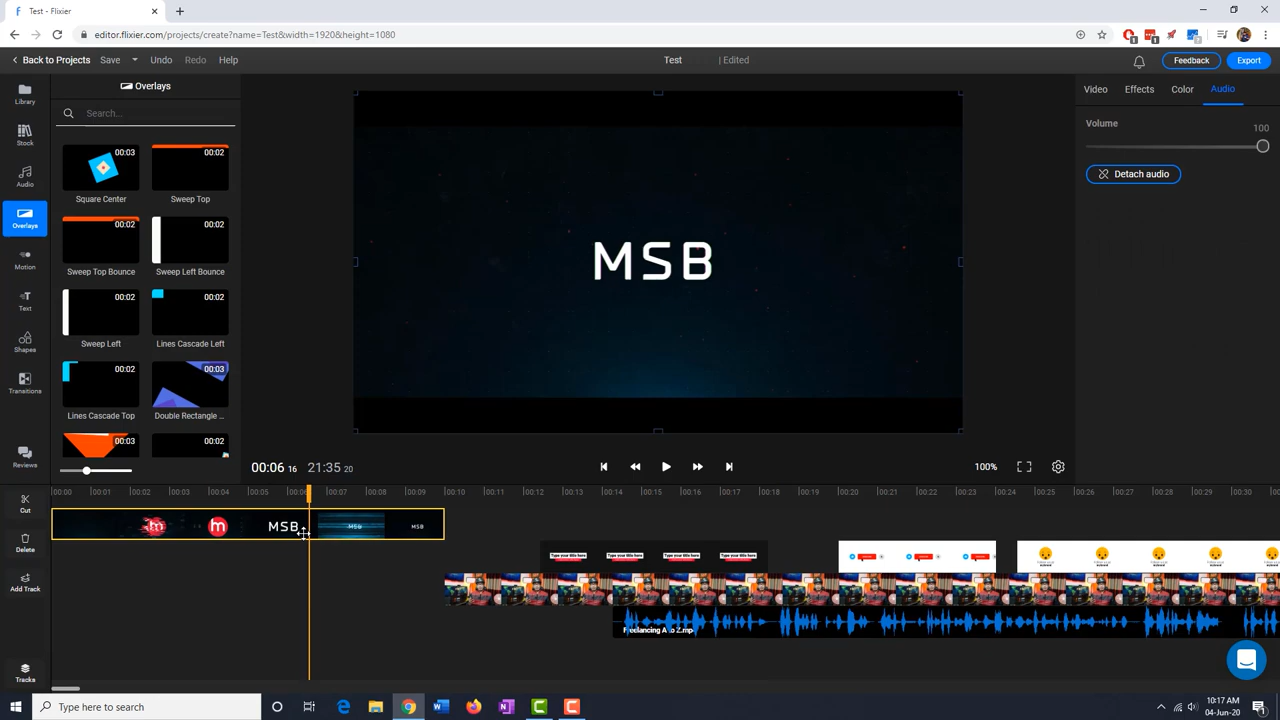 Test - Flixier
editor.flixier.com/projects/create?name=Test&width=1920&height=1080
Back to Projects Save Undo Redo Help Test | Edited Feedback Export
Library
Stock
Audio
Overlays
Motion
Text
Shapes
Transitions
Reviews
Overlays
Search...
00:03 00:02
Square Center Sweep Top
00:02 00:02
Sweep Top Bounce Sweep Left Bounce
00:02 00:02
Sweep Left Lines Cascade Left
00:02 00:03
Lines Cascade Top Double Rectangle ...
00:03 00:02
MSB
Video Effects Color Audio
Volume 100
Detach audio
00:06 16 21:35 20 100%
00:00 00:01 00:02 00:03 00:04 00:05 00:06 00:07 00:08 00:09 00:10 00:11 00:12 00:13 00:14 00:15 00:16 00:17 00:18 00:19 00:20 00:21 00:22 00:23 00:24 00:25 00:26 00:27 00:28 00:29 00:30 00
Cut
Delete
Add Track
Tracks
m m MSB MSB MSB
Type your title here Type your title here Type your title here Type your title here
Freelancing A to Z.mp
Type here to search
10:17 AM
04-Jun-20